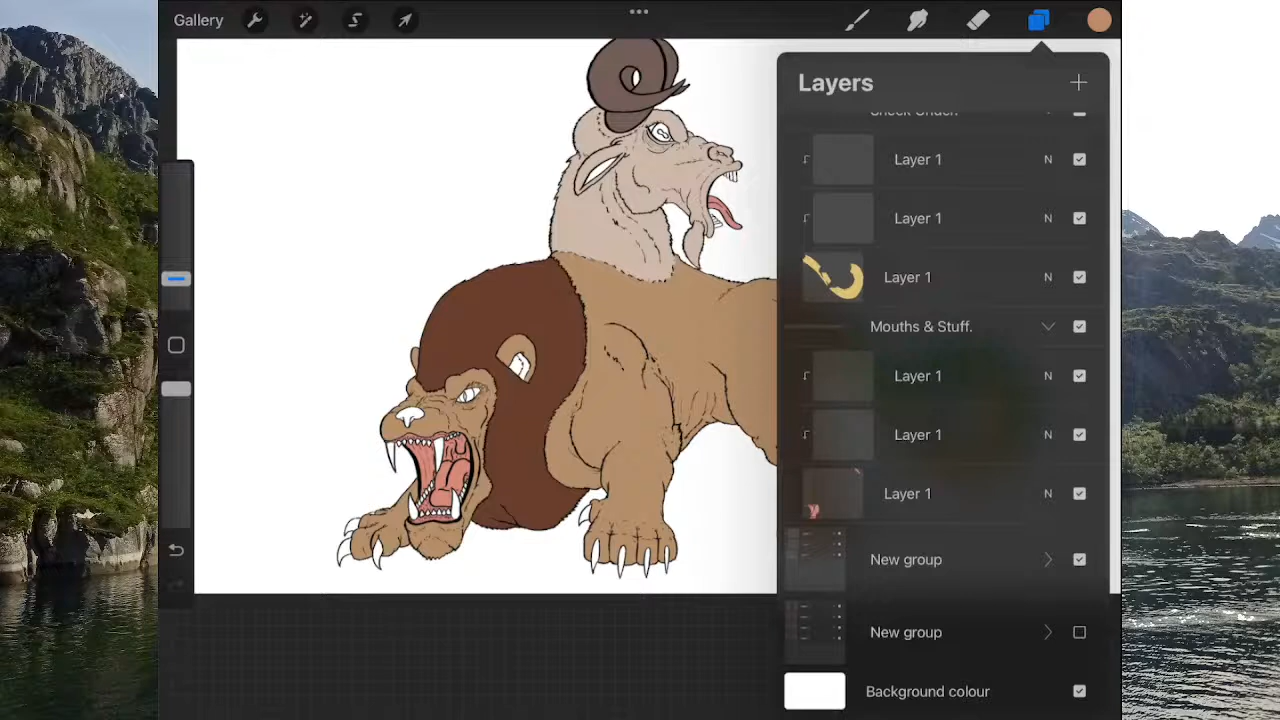 Gallery
Layers
Layer 1 N
Layer 1 N
Layer 1 N
Mouths & Stuff.
Layer 1 N
Layer 1 N
Layer 1 N
New group
New group
Background colour